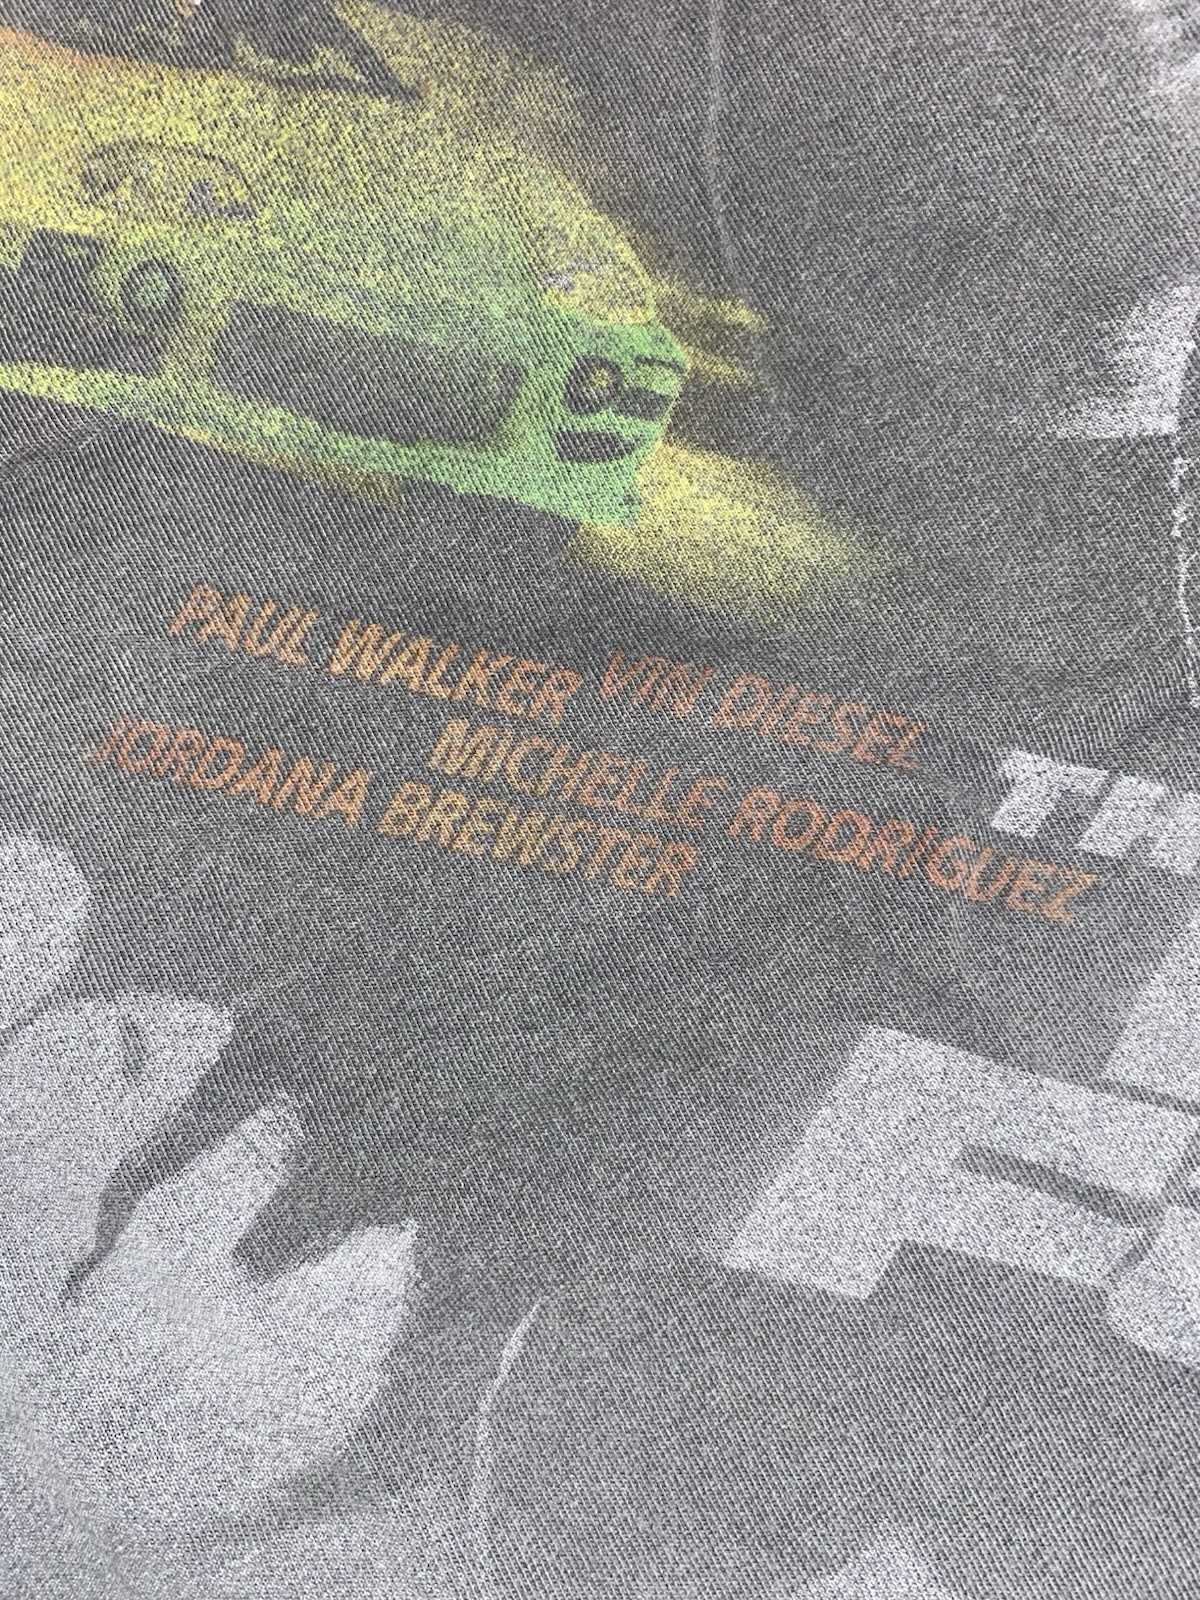 PAUL WALKER VIN DIESEL
MICHELLE RODRIGUEZ
JORDANA BREWSTER